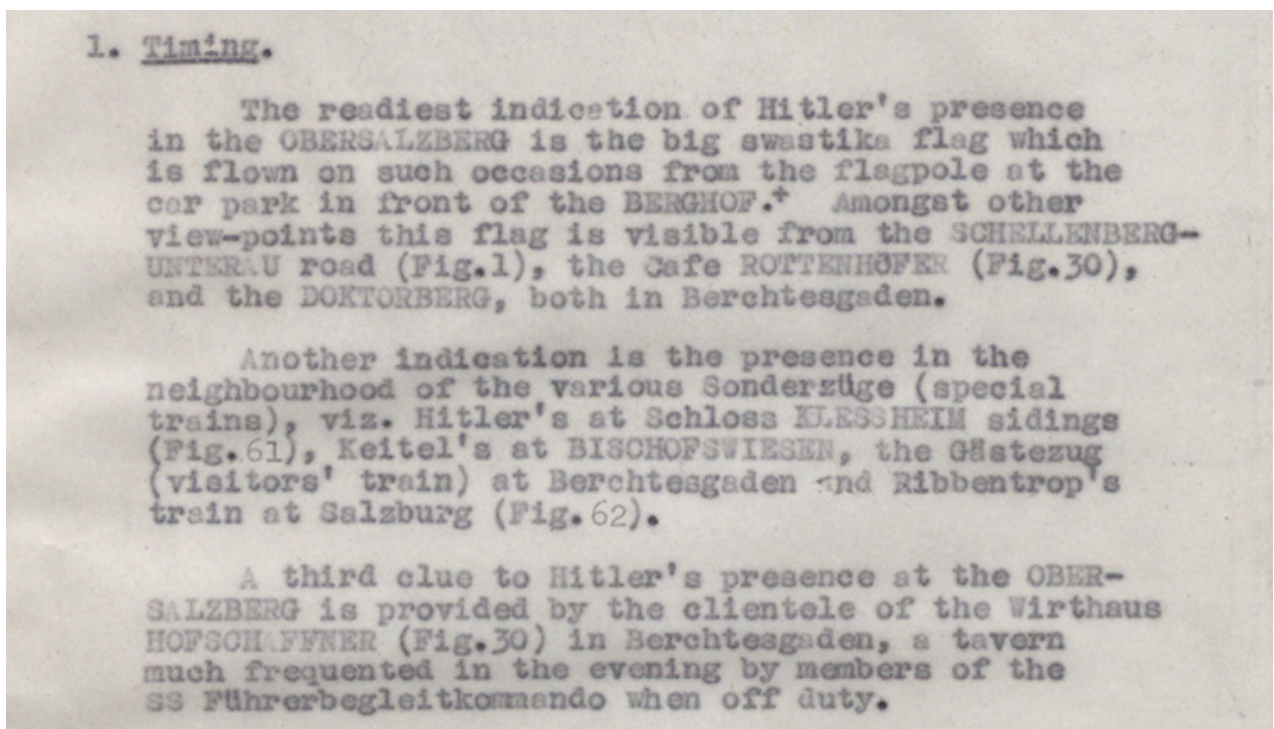 1. Timing.
The readiest indication of Hitler's presence
in the OBERSALZBERG is the big swastika flag which
is flown on such occasions from the flagpole at the
car park in front of the BERGHOF.+ Amongst other
view-points this flag is visible from the SCHELLENBERG-
UNTERAU road (Fig.1), the Cafe ROTTENHÖFER (Fig.30),
and the DOKTORBERG, both in Berchtesgaden.
Another indication is the presence in the
neighbourhood of the various Sonderzüge (special
trains), viz. Hitler's at Schloss KLESSHEIM sidings
(Fig.61), Keitel's at BISCHOFSWIESEN, the Gästezug
(visitors' train) at Berchtesgaden and Ribbentrop's
train at Salzburg (Fig.62).
A third clue to Hitler's presence at the OBER-
SALZBERG is provided by the clientele of the Wirthaus
HOFSCHAFFNER (Fig.30) in Berchtesgaden, a tavern
much frequented in the evening by members of the
SS Führerbegleitkommando when off duty.